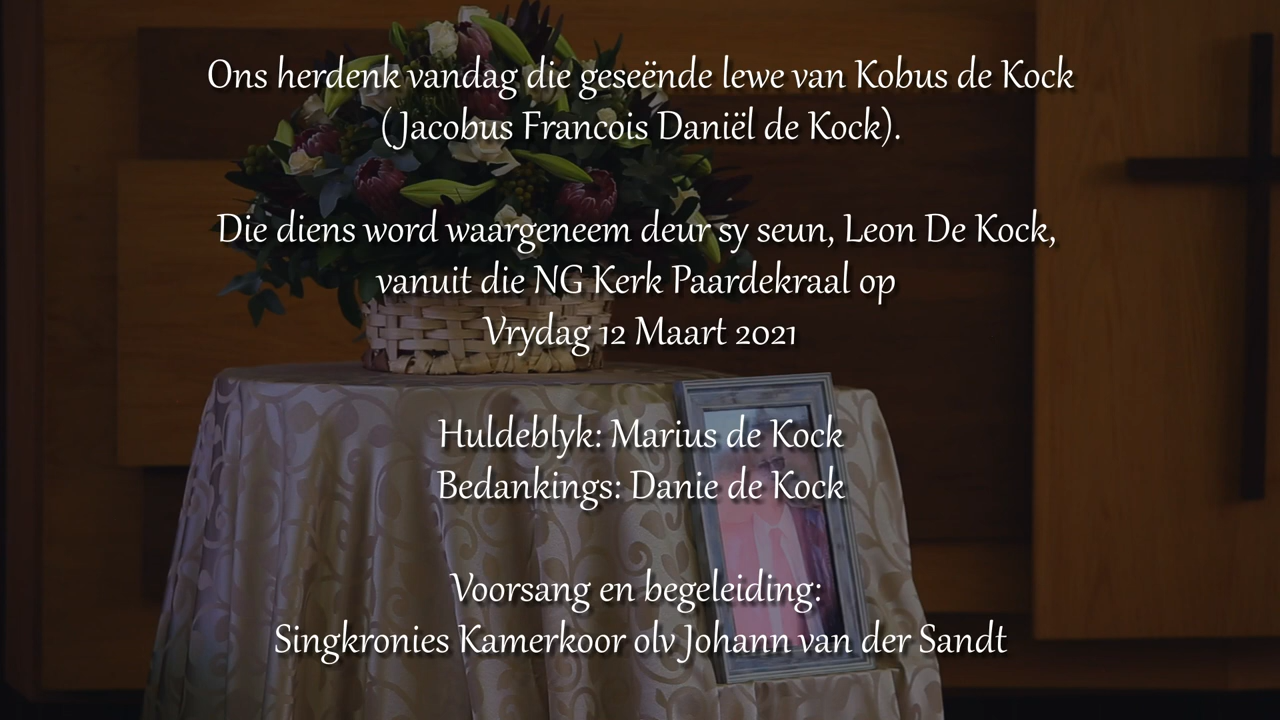 Ons herdenk vandag die geseënde lewe van Kobus de Kock
(Jacobus Francois Daniël de Kock).
Die diens word waargeneem deur sy seun, Leon De Kock,
vanuit die NG Kerk Paardekraal op
Vrydag 12 Maart 2021
Huldeblyk: Marius de Kock
Bedankings: Danie de Kock
Voorsang en begeleiding:
Singkronies Kamerkoor olv Johann van der Sandt